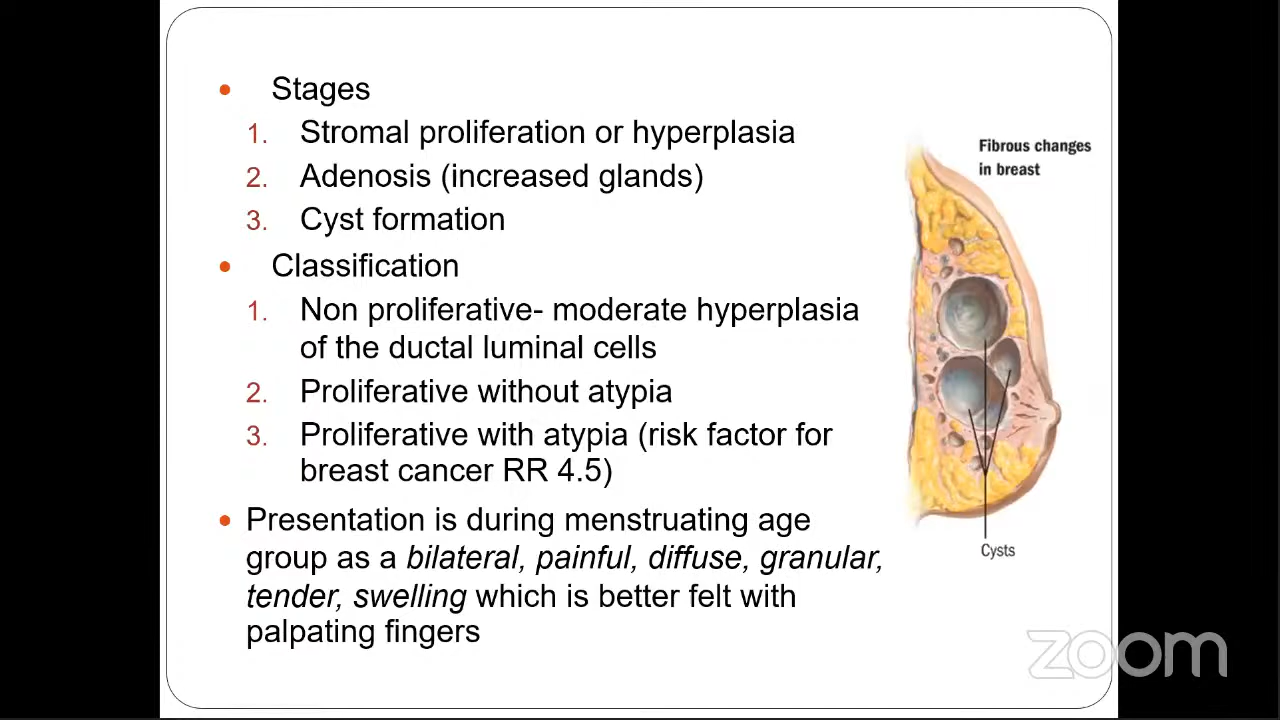 • Stages
1. Stromal proliferation or hyperplasia
2. Adenosis (increased glands)
3. Cyst formation
• Classification
1. Non proliferative- moderate hyperplasia
of the ductal luminal cells
2. Proliferative without atypia
3. Proliferative with atypia (risk factor for
breast cancer RR 4.5)
• Presentation is during menstruating age
group as a bilateral, painful, diffuse, granular,
tender, swelling which is better felt with
palpating fingers
Fibrous changes
in breast
Cysts
zoom